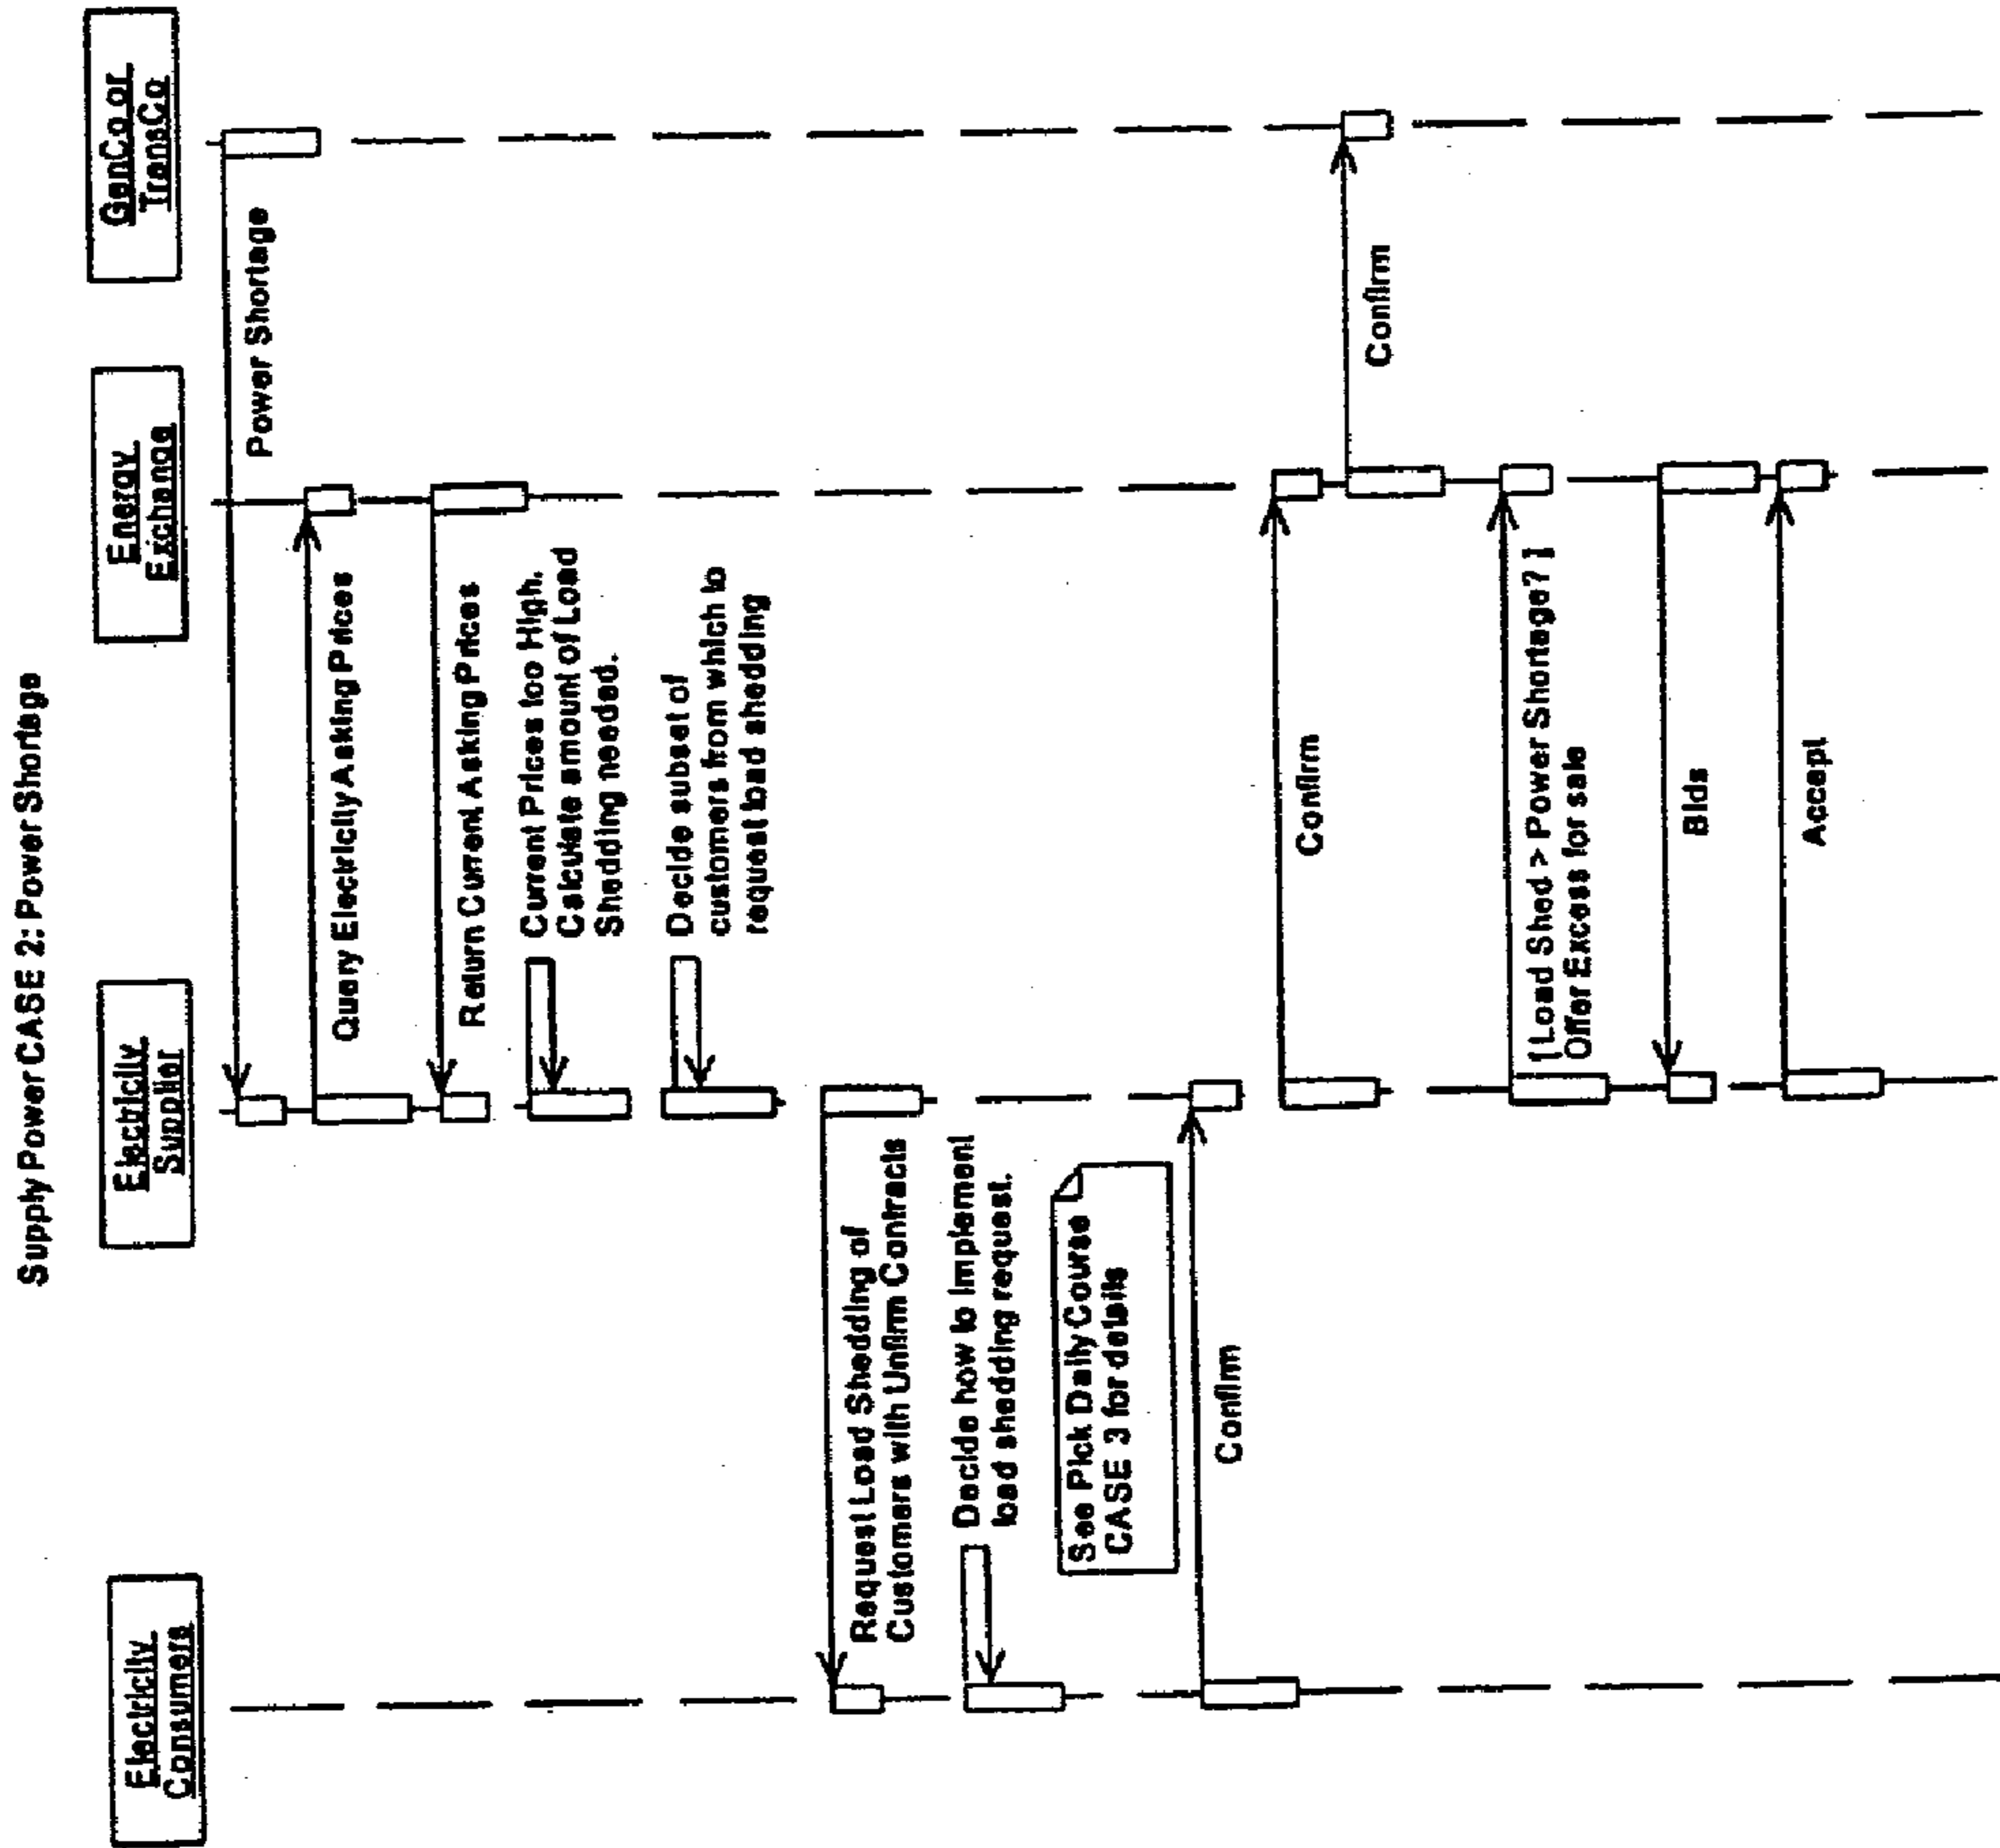 Supply Power CASE 2: Power Shortage
Electricity
Consumers
Electricity
Supplier
Energy
Exchange
GenCo or
TransCo
Power Shortage
Query Electricity Asking Prices
Return Current Asking Prices
Current Prices too High.
Calculate amount of Load
Shedding needed.
Decide subset of
customers from which to
request load shedding
Request Load Shedding of
Customers with Unfirm Contracts
Decide how to implement
load shedding request.
See Pick Daily Course
CASE 3 for details
Confirm
Confirm
Confirm
[Load Shed > Power Shortage?]
Offer Excess for sale
Bids
Accept